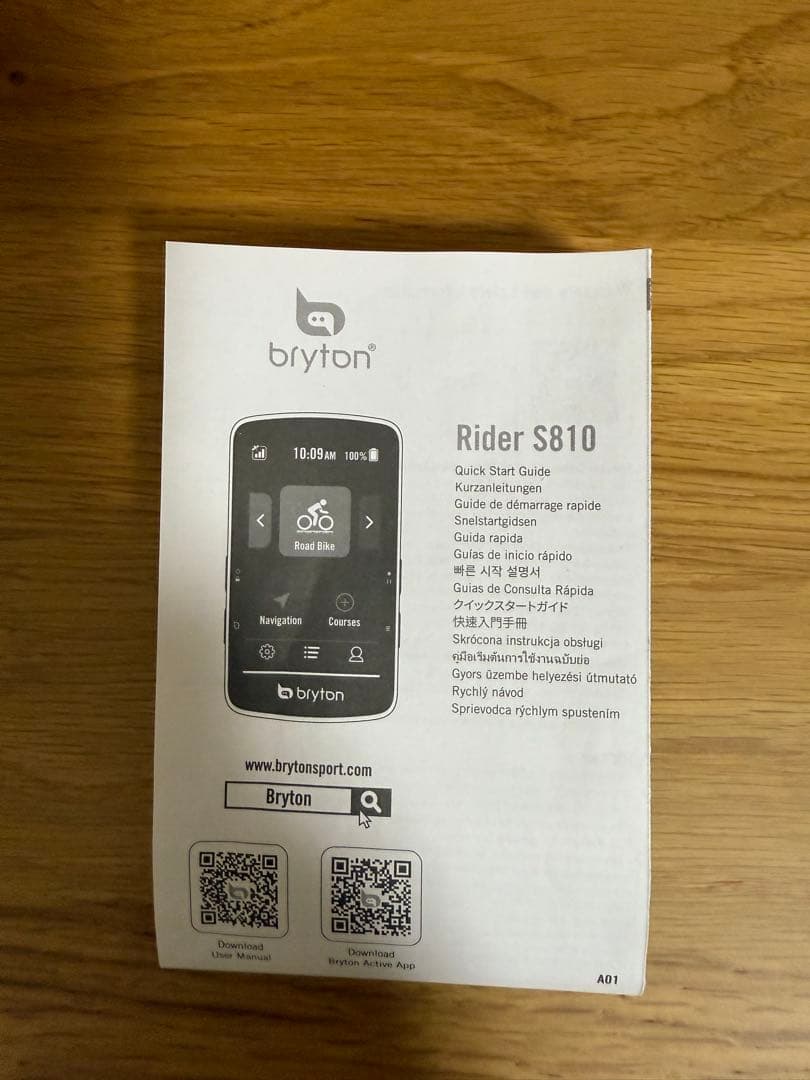 bryton®
10:09AM 100%
Road Bike
Navigation Courses
bryton
Rider S810
Quick Start Guide
Kurzanleitungen
Guide de démarrage rapide
Snelstartgidsen
Guida rapida
Guías de inicio rápido
빠른 시작 설명서
Guias de Consulta Rápida
クイックスタートガイド
快速入門手冊
Skrócona instrukcja obsługi
คู่มือเริ่มต้นการใช้งานฉบับย่อ
Gyors üzembe helyezési útmutató
Rychlý návod
Sprievodca rýchlym spustením
www.brytonsport.com
Bryton
Download
User Manual
Download
Bryton Active App
A01